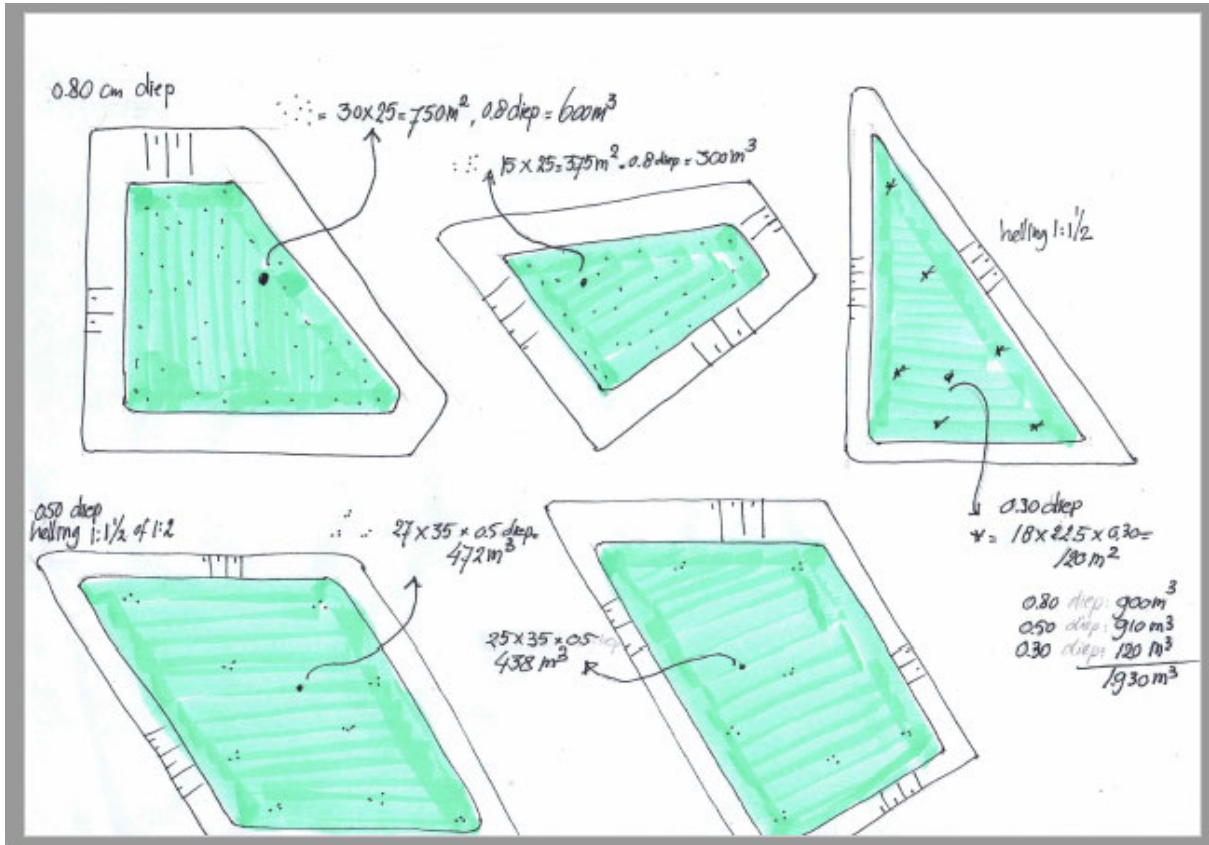 0.80 cm diep
= 30x25=750m², 0.8 diep = 600m³
15 x 25=375m². 0.8 diep = 300m³
helling 1:1½
0.50 diep
helling 1:1½ of 1:2
27 x 35 x 0.5 diep=
472m³
25 x 35 x 0.5 diep
438 m³
0.30 diep
* = 18 x 22.5 x 0.30=
120 m²
0.80 diep: 900m³
0.50 diep: 910 m³
0.30 diep: 120 m³
1930m³